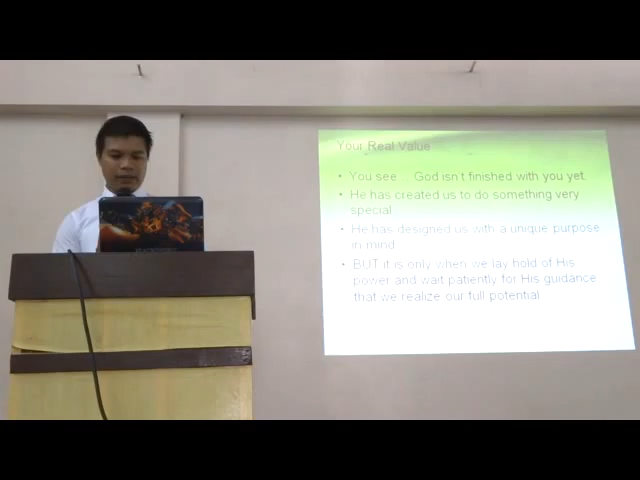 Your Real Value
• You see... God isn't finished with you yet.
• He has created us to do something very
special
• He has designed us with a unique purpose
in mind
• BUT it is only when we lay hold of His
power and wait patiently for His guidance
that we realize our full potential